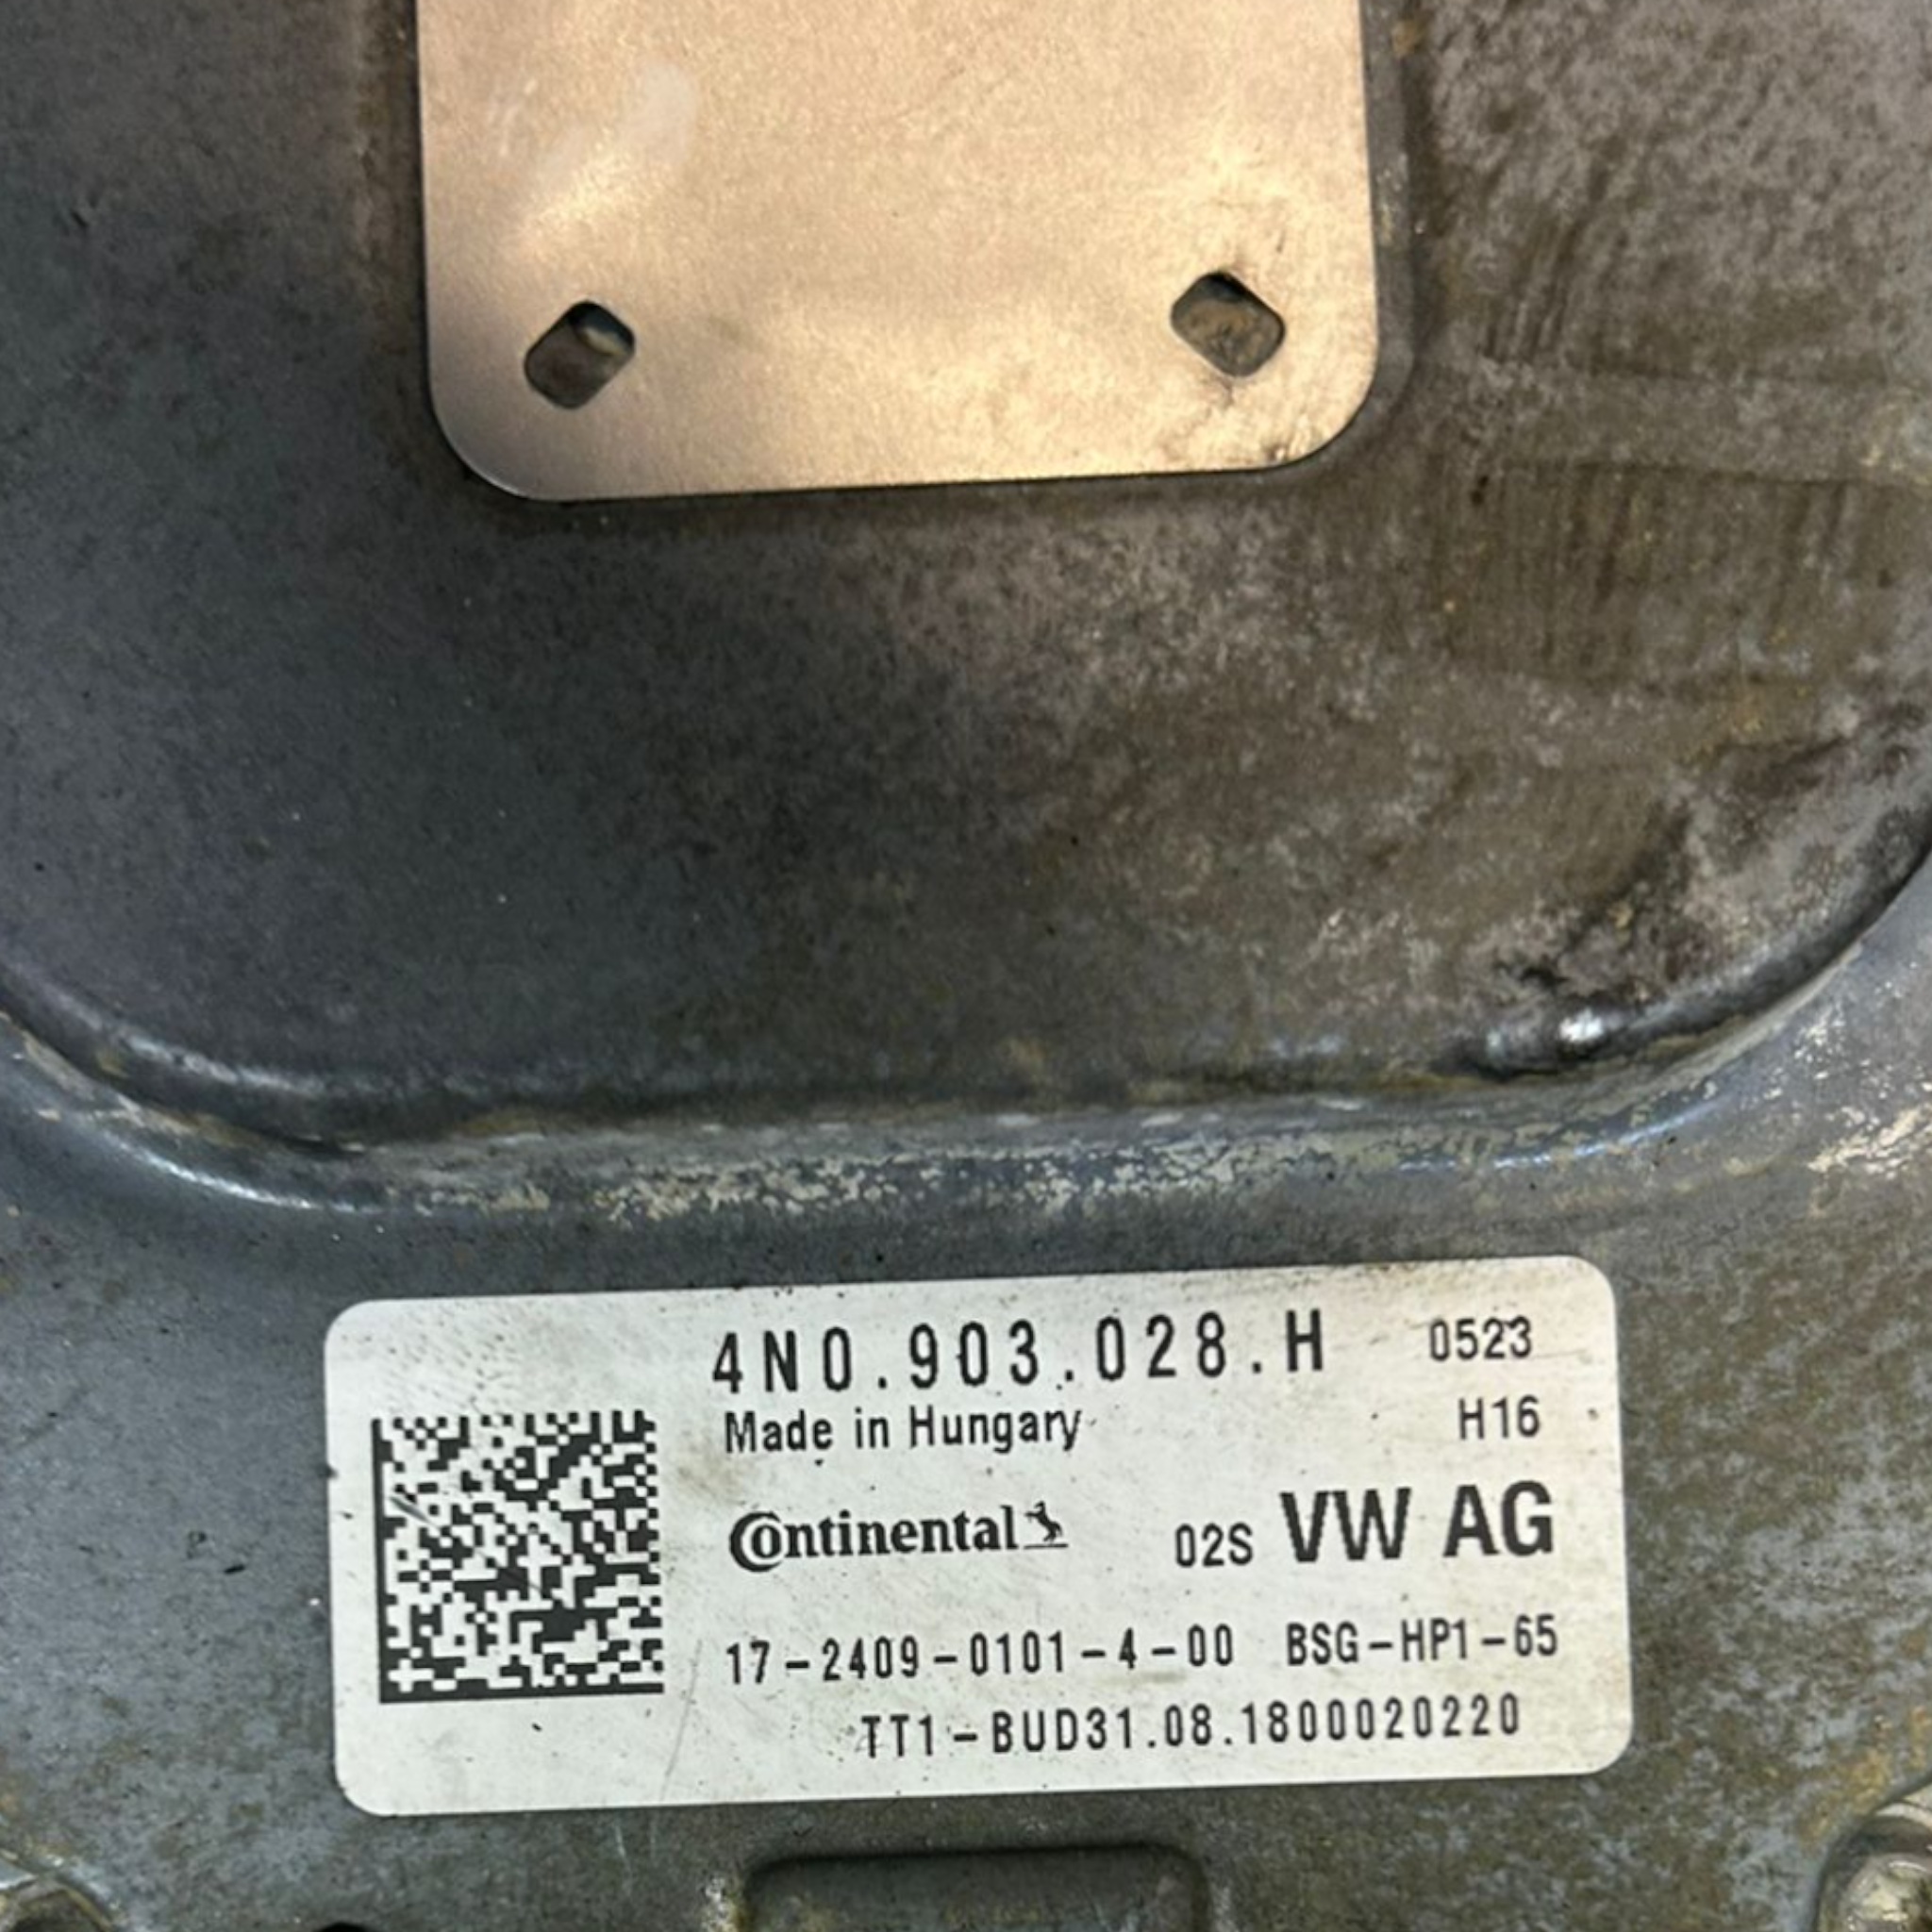 4N0.903.028.H 0523
Made in Hungary H16
Continental 02S VW AG
17-2409-0101-4-00 BSG-HP1-65
TT1-BUD31.08.1800020220